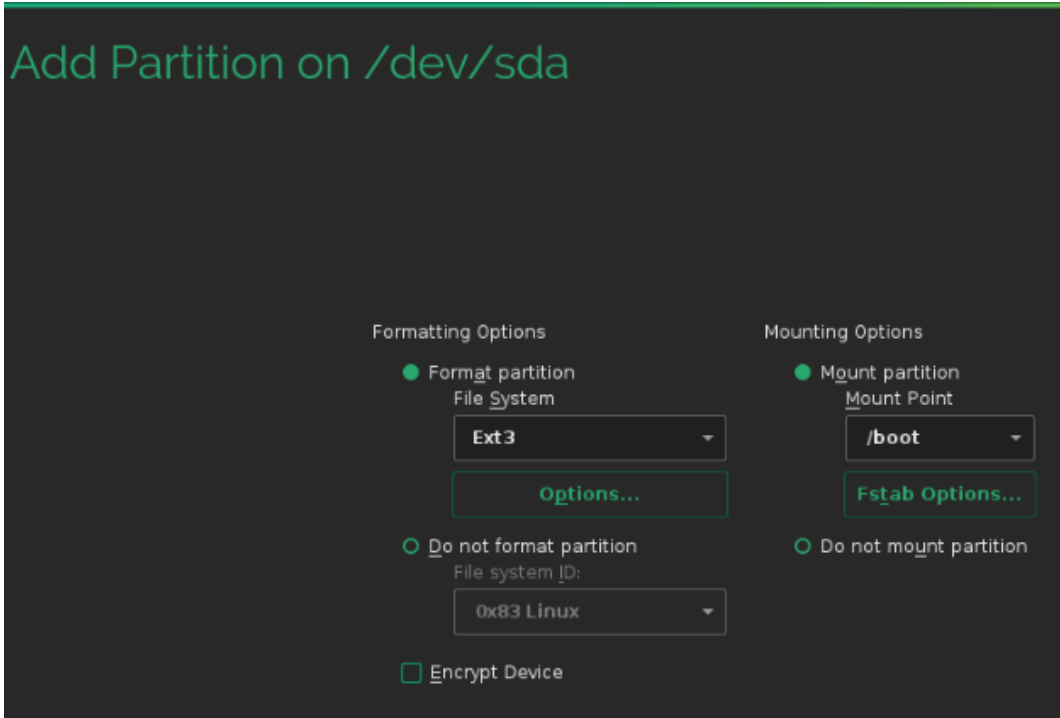 Add Partition on /dev/sda
Formatting Options
Format partition
File System
Ext3
Options...
Do not format partition
File system ID:
0x83 Linux
Encrypt Device
Mounting Options
Mount partition
Mount Point
/boot
Fstab Options...
Do not mount partition